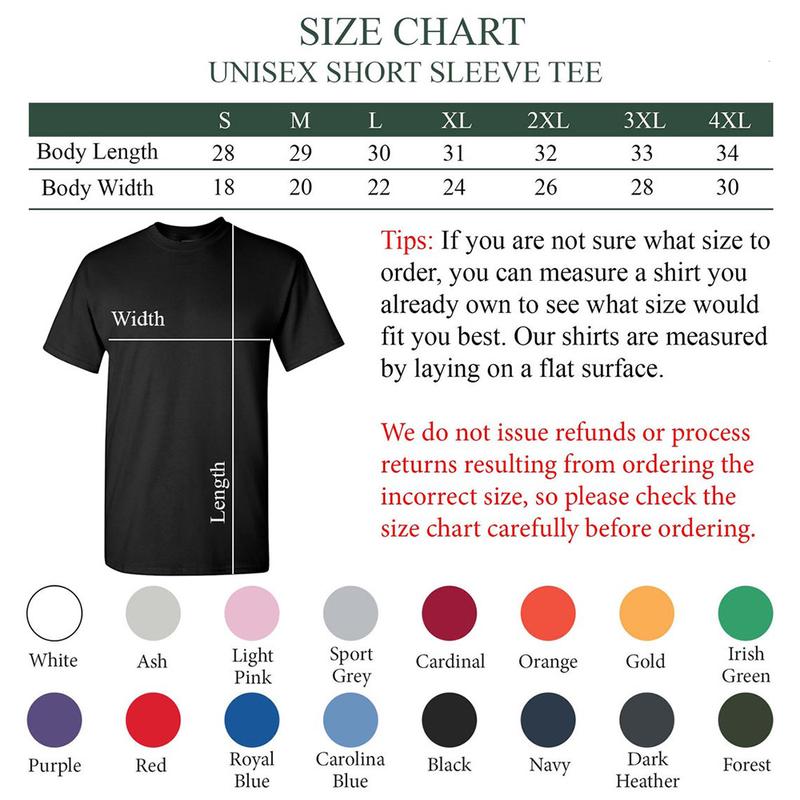 SIZE CHART
UNISEX SHORT SLEEVE TEE
S M L XL 2XL 3XL 4XL
Body Length 28 29 30 31 32 33 34
Body Width 18 20 22 24 26 28 30
Width
Length
Tips: If you are not sure what size to
order, you can measure a shirt you
already own to see what size would
fit you best. Our shirts are measured
by laying on a flat surface.
We do not issue refunds or process
returns resulting from ordering the
incorrect size, so please check the
size chart carefully before ordering.
White Ash Light Pink Sport Grey Cardinal Orange Gold Irish Green
Purple Red Royal Blue Carolina Blue Black Navy Dark Heather Forest